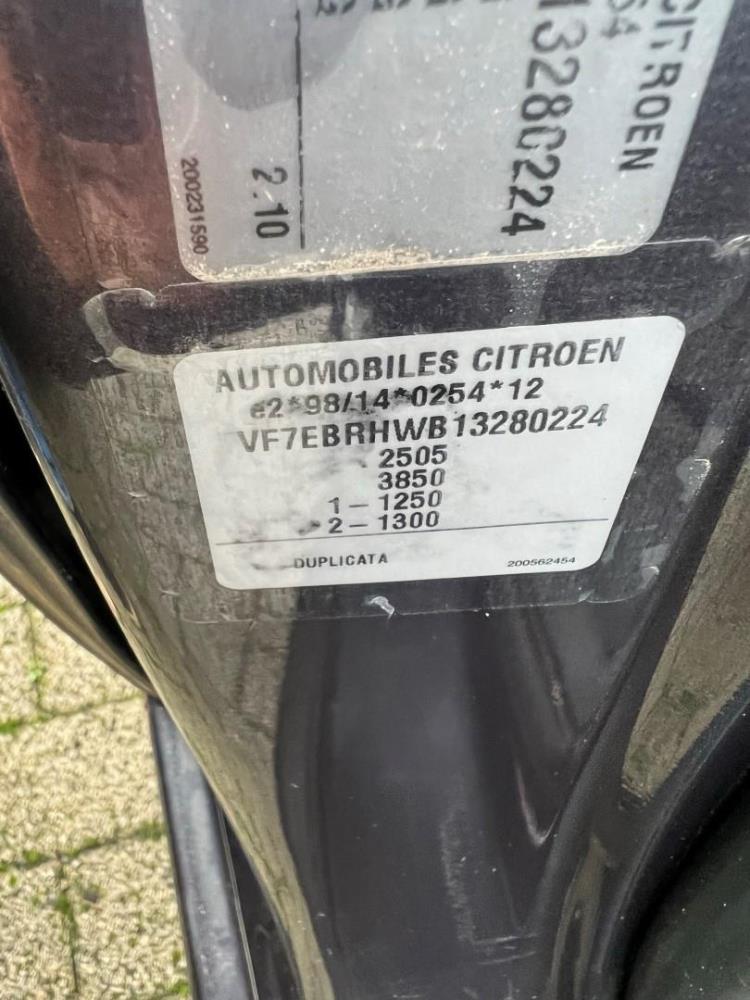 CITROEN
13280224
2.10
200231590
AUTOMOBILES CITROEN
e2*98/14*0254*12
VF7EBRHWB13280224
2505
3850
1 - 1250
2 - 1300
DUPLICATA
200562454